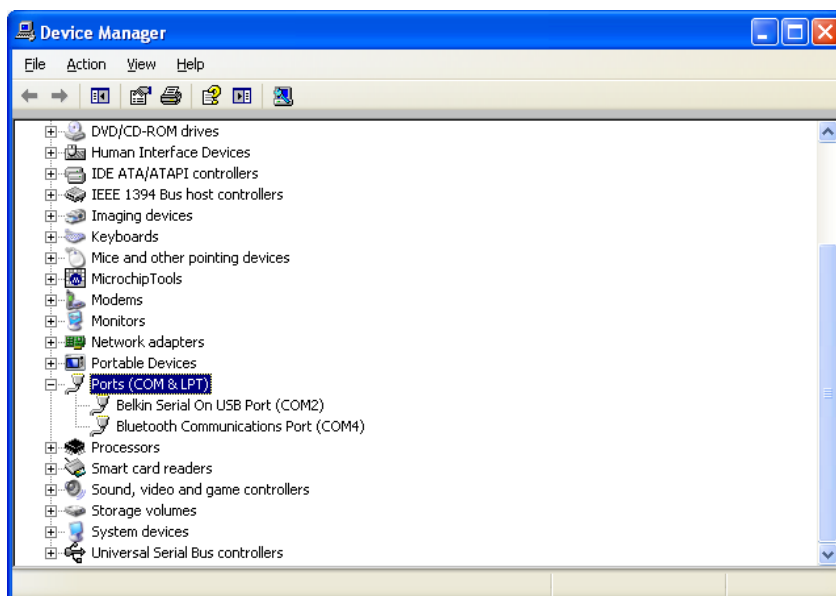 Device Manager
File Action View Help
DVD/CD-ROM drives
Human Interface Devices
IDE ATA/ATAPI controllers
IEEE 1394 Bus host controllers
Imaging devices
Keyboards
Mice and other pointing devices
MicrochipTools
Modems
Monitors
Network adapters
Portable Devices
Ports (COM & LPT)
Belkin Serial On USB Port (COM2)
Bluetooth Communications Port (COM4)
Processors
Smart card readers
Sound, video and game controllers
Storage volumes
System devices
Universal Serial Bus controllers